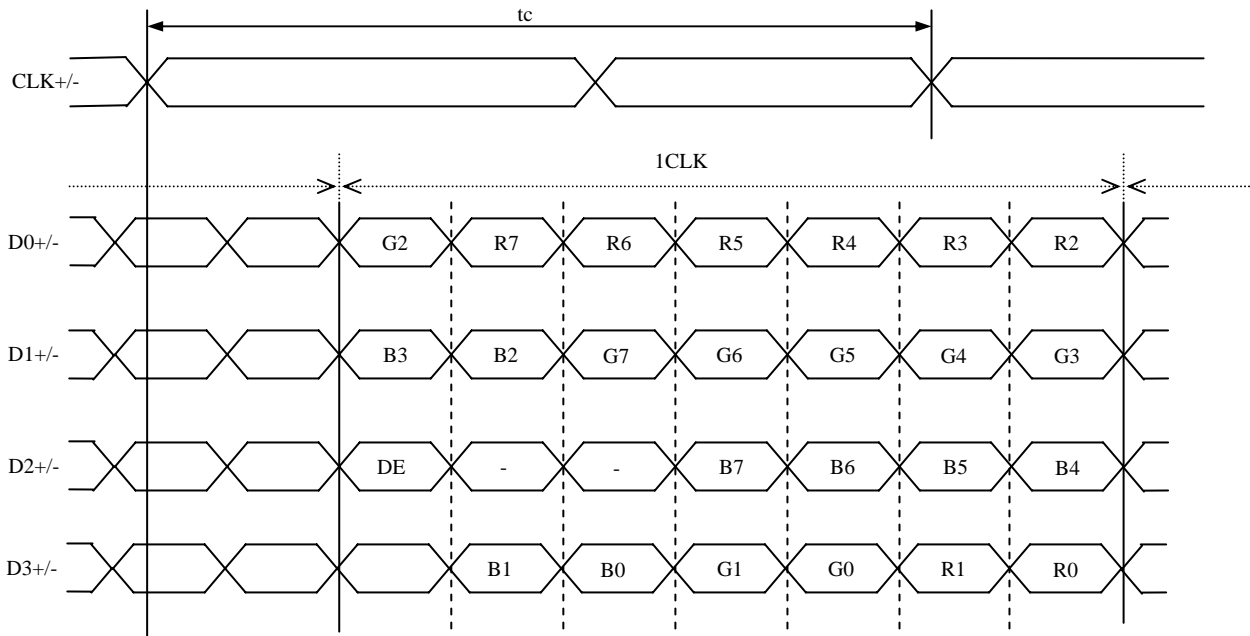 tc
CLK+/-
1CLK
D0+/- G2 R7 R6 R5 R4 R3 R2
D1+/- B3 B2 G7 G6 G5 G4 G3
D2+/- DE - - B7 B6 B5 B4
D3+/- B1 B0 G1 G0 R1 R0